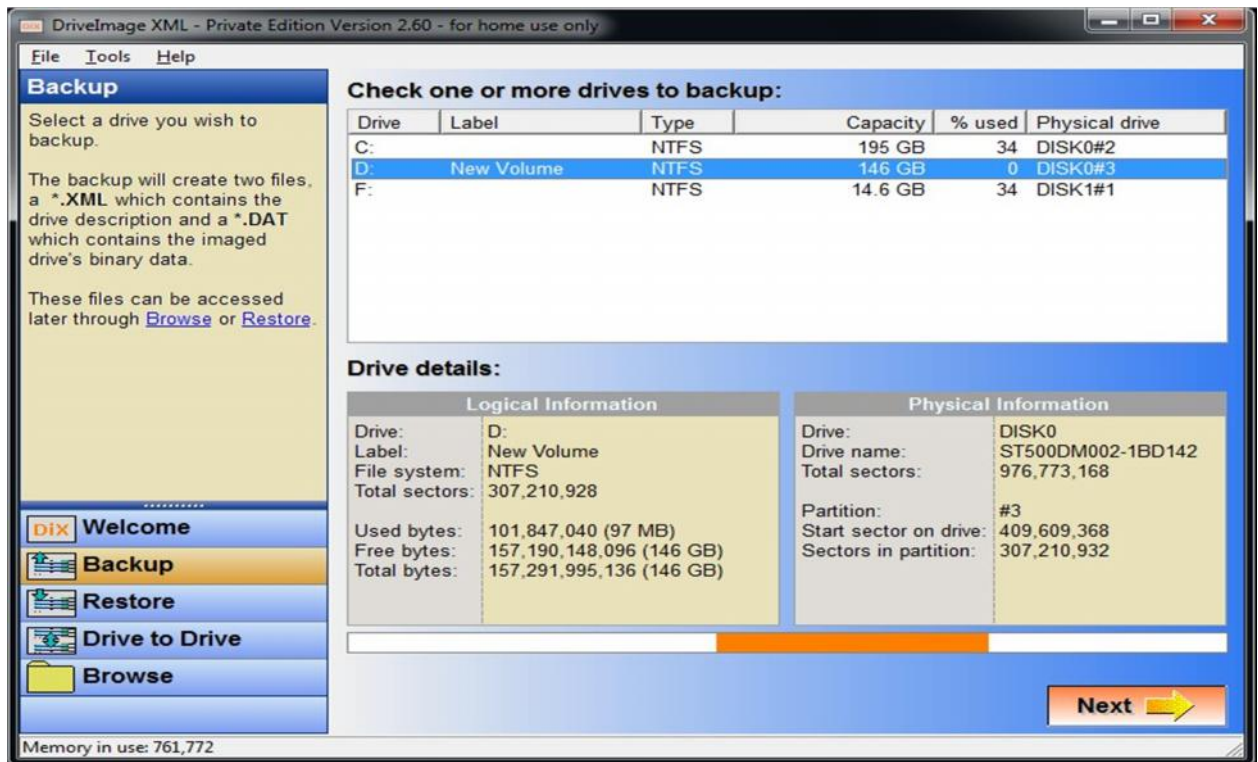 DriveImage XML - Private Edition Version 2.60 - for home use only
File Tools Help
Backup
Select a drive you wish to
backup.
The backup will create two files,
a *.XML which contains the
drive description and a *.DAT
which contains the imaged
drive's binary data.
These files can be accessed
later through Browse or Restore.
DiX Welcome
Backup
Restore
Drive to Drive
Browse
Check one or more drives to backup:
Drive Label Type Capacity % used Physical drive
C: NTFS 195 GB 34 DISK0#2
D: New Volume NTFS 146 GB 0 DISK0#3
F: NTFS 14.6 GB 34 DISK1#1
Drive details:
Logical Information
Drive: D:
Label: New Volume
File system: NTFS
Total sectors: 307,210,928
Used bytes: 101,847,040 (97 MB)
Free bytes: 157,190,148,096 (146 GB)
Total bytes: 157,291,995,136 (146 GB)
Physical Information
Drive: DISK0
Drive name: ST500DM002-1BD142
Total sectors: 976,773,168
Partition: #3
Start sector on drive: 409,609,368
Sectors in partition: 307,210,932
Next
Memory in use: 761,772